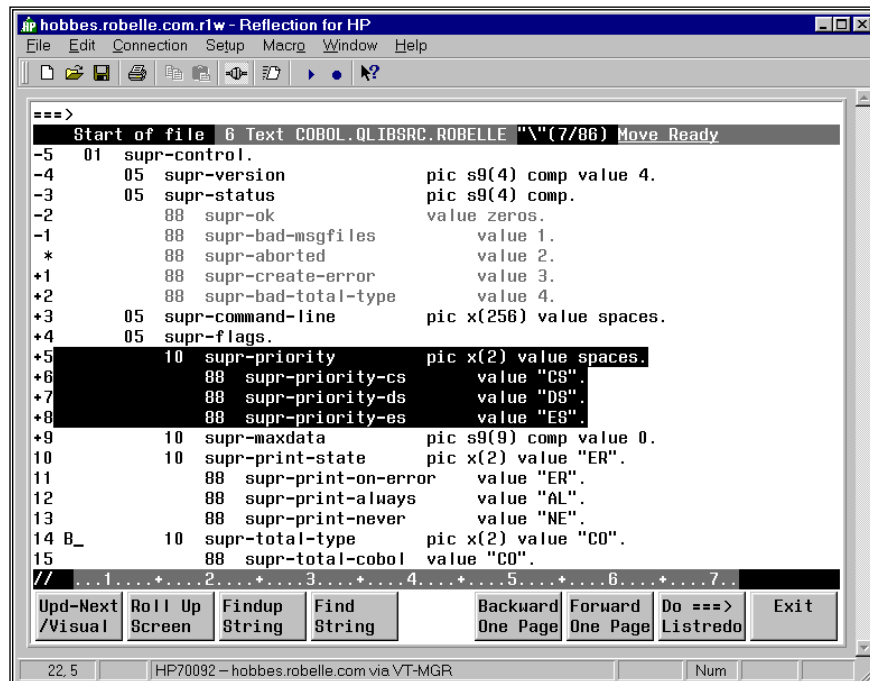 hobbes.robelle.com.r1w - Reflection for HP
File Edit Connection Setup Macro Window Help
===>
Start of file 6 Text COBOL.QLIBSRC.ROBELLE "\"(7/86) Move Ready
-5 01 supr-control.
-4 05 supr-version pic s9(4) comp value 4.
-3 05 supr-status pic s9(4) comp.
-2 88 supr-ok value zeros.
-1 88 supr-bad-msgfiles value 1.
* 88 supr-aborted value 2.
+1 88 supr-create-error value 3.
+2 88 supr-bad-total-type value 4.
+3 05 supr-command-line pic x(256) value spaces.
+4 05 supr-flags.
+5 10 supr-priority pic x(2) value spaces.
+6 88 supr-priority-cs value "CS".
+7 88 supr-priority-ds value "DS".
+8 88 supr-priority-es value "ES".
+9 10 supr-maxdata pic s9(9) comp value 0.
10 10 supr-print-state pic x(2) value "ER".
11 88 supr-print-on-error value "ER".
12 88 supr-print-always value "AL".
13 88 supr-print-never value "NE".
14 B_ 10 supr-total-type pic x(2) value "CO".
15 88 supr-total-cobol value "CO".
// ...1....+....2....+....3....+....4....+....5....+....6....+....7..
Upd-Next Roll Up Findup Find Backward Forward Do ===> Exit
/Visual Screen String String One Page One Page Listredo
22, 5 HP70092 – hobbes.robelle.com via VT-MGR Num